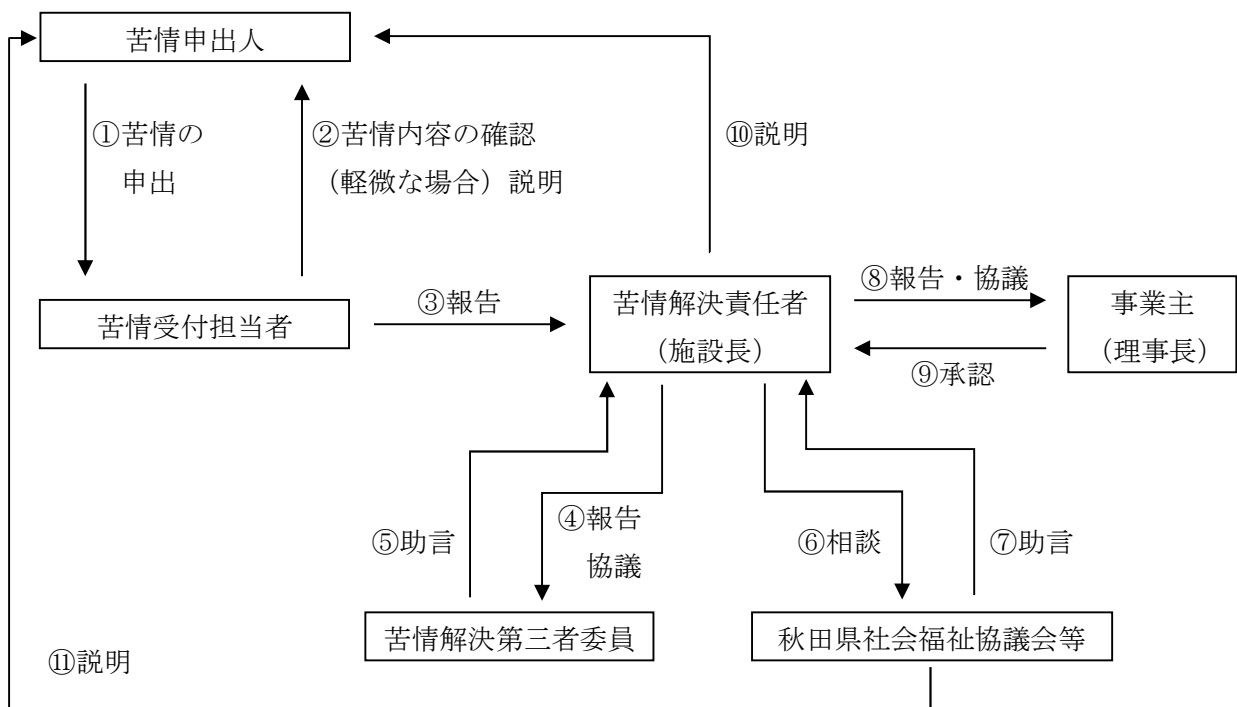 苦情申出人
①苦情の
申出
②苦情内容の確認
（軽微な場合）説明
⑩説明
苦情受付担当者
③報告
苦情解決責任者
（施設長）
⑧報告・協議
⑨承認
事業主
（理事長）
⑤助言
④報告
協議
⑥相談
⑦助言
苦情解決第三者委員
秋田県社会福祉協議会等
⑪説明